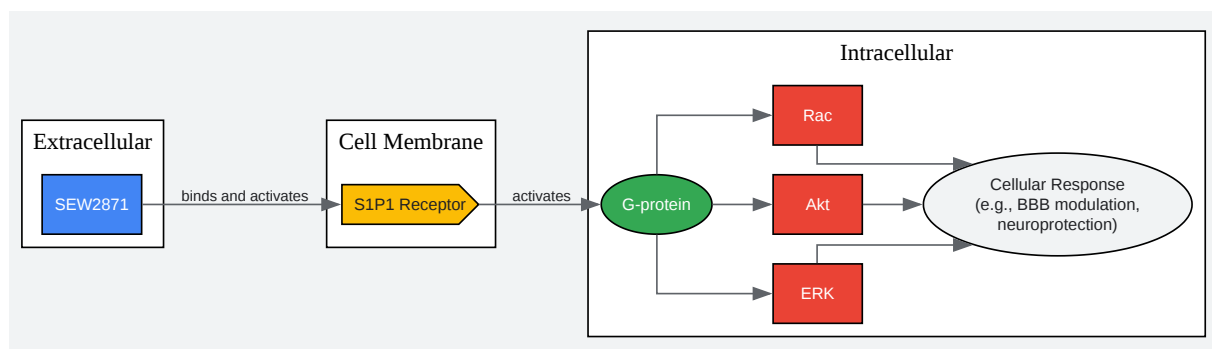 Extracellular
SEW2871
binds and activates
Cell Membrane
S1P1 Receptor
activates
Intracellular
G-protein
Rac
Akt
ERK
Cellular Response
(e.g., BBB modulation,
neuroprotection)